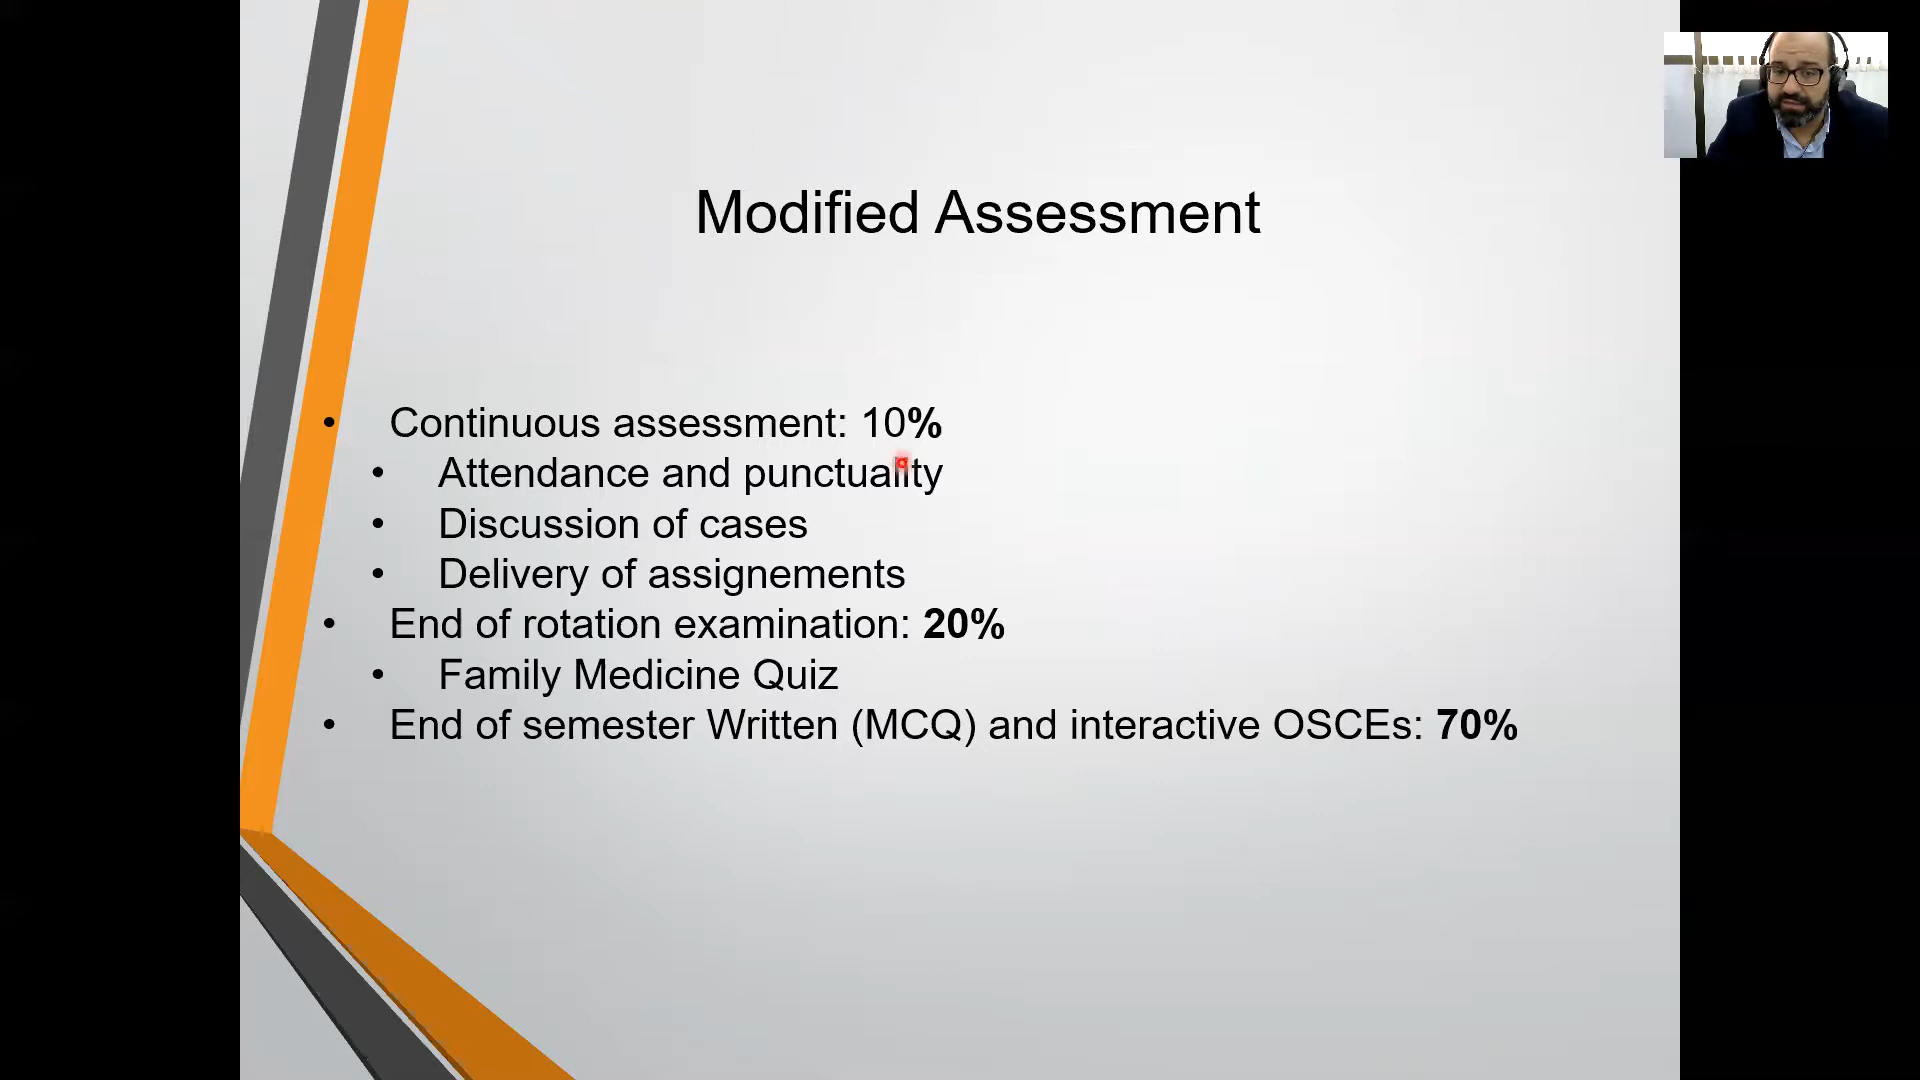 Modified Assessment
• Continuous assessment: 10%
• Attendance and punctuality
• Discussion of cases
• Delivery of assignements
• End of rotation examination: 20%
• Family Medicine Quiz
• End of semester Written (MCQ) and interactive OSCEs: 70%